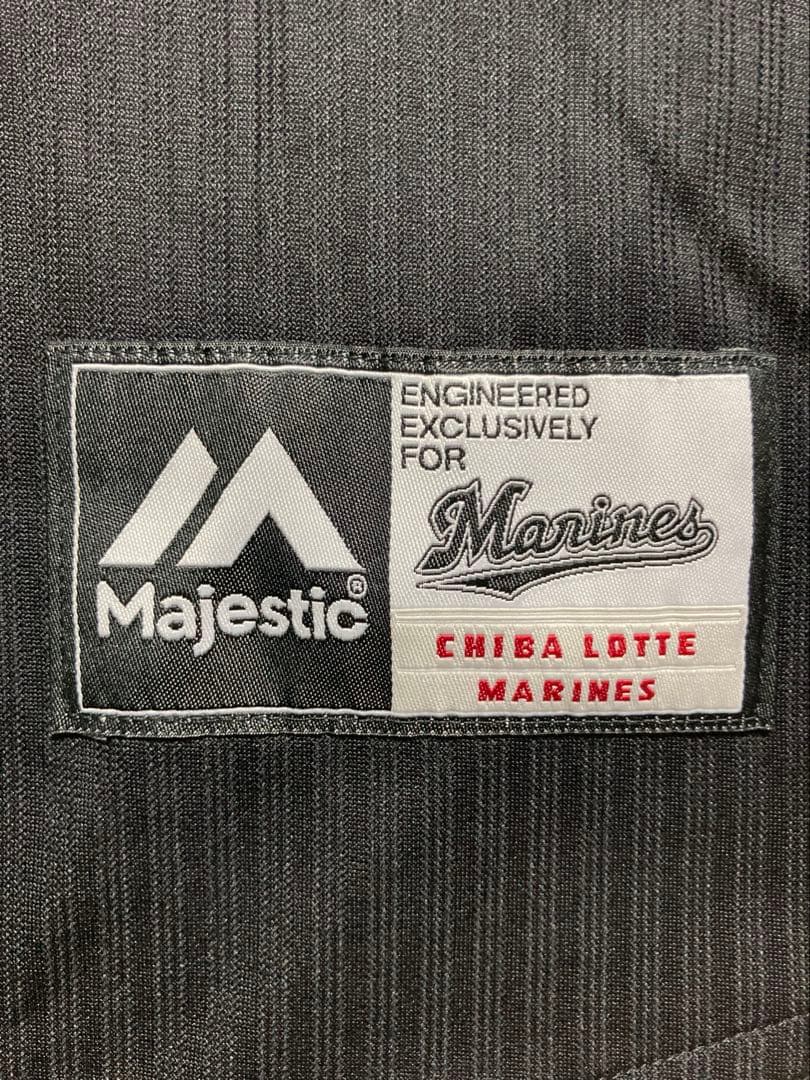 Majestic®
ENGINEERED
EXCLUSIVELY
FOR
Marines
CHIBA LOTTE
MARINES